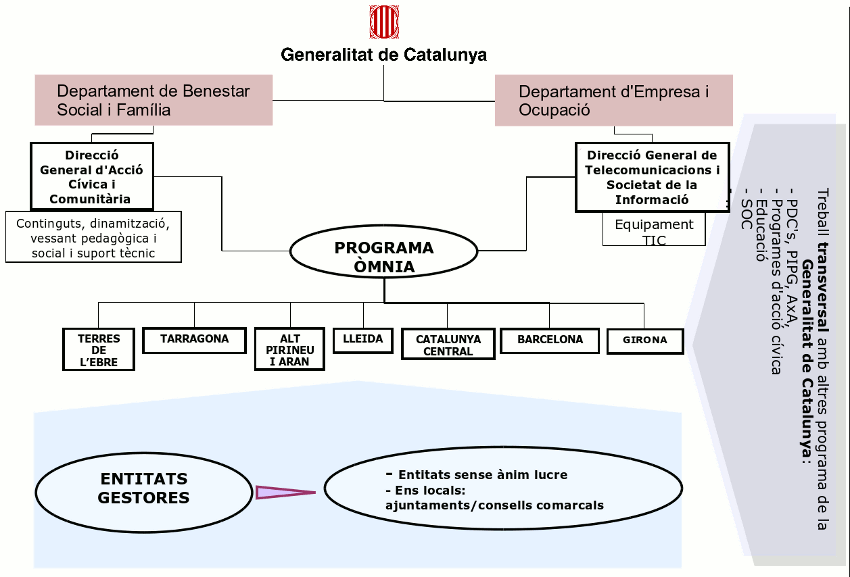 Generalitat de Catalunya
Departament de Benestar
Social i Família
Departament d'Empresa i
Ocupació
Direcció
General d'Acció
Cívica i
Comunitària
Continguts, dinamització,
vessant pedagògica i
social i suport tècnic
Direcció General de
Telecomunicacions i
Societat de la
Informació
Equipament
TIC
PROGRAMA
ÒMNIA
TERRES
DE
L'EBRE
TARRAGONA
ALT
PIRINEU
I ARAN
LLEIDA
CATALUNYA
CENTRAL
BARCELONA
GIRONA
Treball transversal amb altres programa de la
Generalitat de Catalunya:
- PDC's, PIPG, AxA,
- Programes d'acció cívica
- Educació
- SOC
ENTITATS
GESTORES
- Entitats sense ànim lucre
- Ens locals:
ajuntaments/consells comarcals